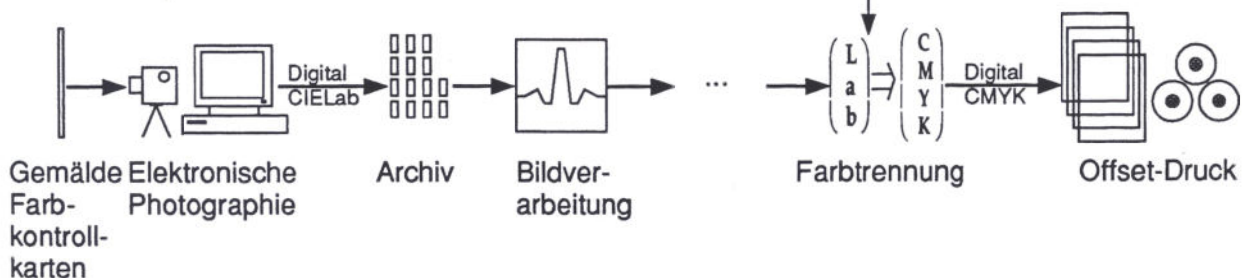 Digital
CIELab
...
L
a
b
C
M
Y
K
Digital
CMYK
Gemälde
Farb-
kontroll-
karten
Elektronische
Photographie
Archiv
Bildver-
arbeitung
Farbtrennung
Offset-Druck